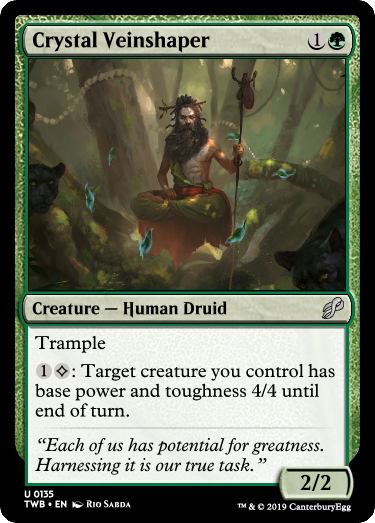 Crystal Veinshaper 1
Creature — Human Druid
Trample
1◇: Target creature you control has
base power and toughness 4/4 until
end of turn.
“Each of us has potential for greatness.
Harnessing it is our true task.”
2/2
U 0135
TWB • EN Rio Sabda
™ & © 2019 CanterburyEgg